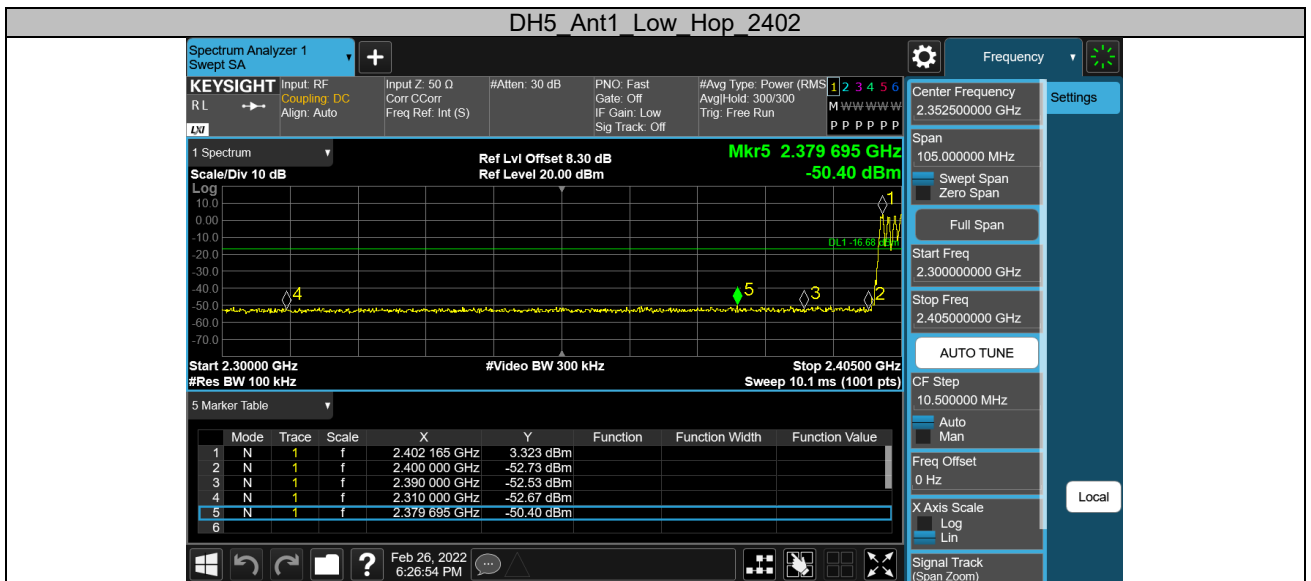 DH5_Ant1_Low_Hop_2402
Spectrum Analyzer 1
Swept SA
+
Frequency
KEYSIGHT
R L
LXI
Input: RF
Coupling: DC
Align: Auto
Input Z: 50 Ω
Corr CCorr
Freq Ref: Int (S)
#Atten: 30 dB
PNO: Fast
Gate: Off
IF Gain: Low
Sig Track: Off
#Avg Type: Power (RMS
Avg|Hold: 300/300
Trig: Free Run
1 2 3 4 5 6
M W W W W W
P P P P P P
1 Spectrum
Scale/Div 10 dB
Ref Lvl Offset 8.30 dB
Ref Level 20.00 dBm
Mkr5 2.379 695 GHz
-50.40 dBm
Log
10.0
0.00
-10.0
-20.0
-30.0
-40.0
-50.0
-60.0
-70.0
DL1 -16.68 dBm
1
4
5
3
2
Start 2.30000 GHz
#Res BW 100 kHz
#Video BW 300 kHz
Stop 2.40500 GHz
Sweep 10.1 ms (1001 pts)
5 Marker Table
Mode Trace Scale X Y Function Function Width Function Value
1 N 1 f 2.402 165 GHz 3.323 dBm
2 N 1 f 2.400 000 GHz -52.73 dBm
3 N 1 f 2.390 000 GHz -52.53 dBm
4 N 1 f 2.310 000 GHz -52.67 dBm
5 N 1 f 2.379 695 GHz -50.40 dBm
6
?
Feb 26, 2022
6:26:54 PM
Center Frequency
2.352500000 GHz
Settings
Span
105.000000 MHz
Swept Span
Zero Span
Full Span
Start Freq
2.300000000 GHz
Stop Freq
2.405000000 GHz
AUTO TUNE
CF Step
10.500000 MHz
Auto
Man
Freq Offset
0 Hz
Local
X Axis Scale
Log
Lin
Signal Track
(Span Zoom)